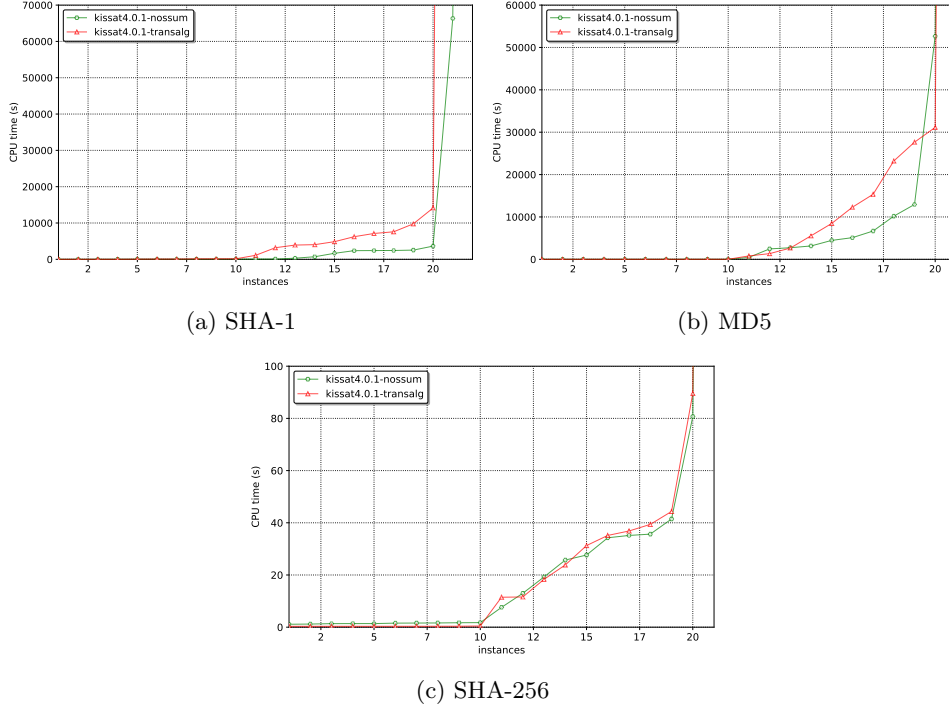 70000
60000
50000
40000
30000
20000
10000
0
CPU time (s)
kissat4.0.1-nossum
kissat4.0.1-transalg
2 5 7 10 12 15 17 20
instances
(a) SHA-1
60000
50000
40000
30000
20000
10000
0
CPU time (s)
kissat4.0.1-nossum
kissat4.0.1-transalg
2 5 7 10 12 15 17 20
instances
(b) MD5
100
80
60
40
20
0
CPU time (s)
kissat4.0.1-nossum
kissat4.0.1-transalg
2 5 7 10 12 15 17 20
instances
(c) SHA-256